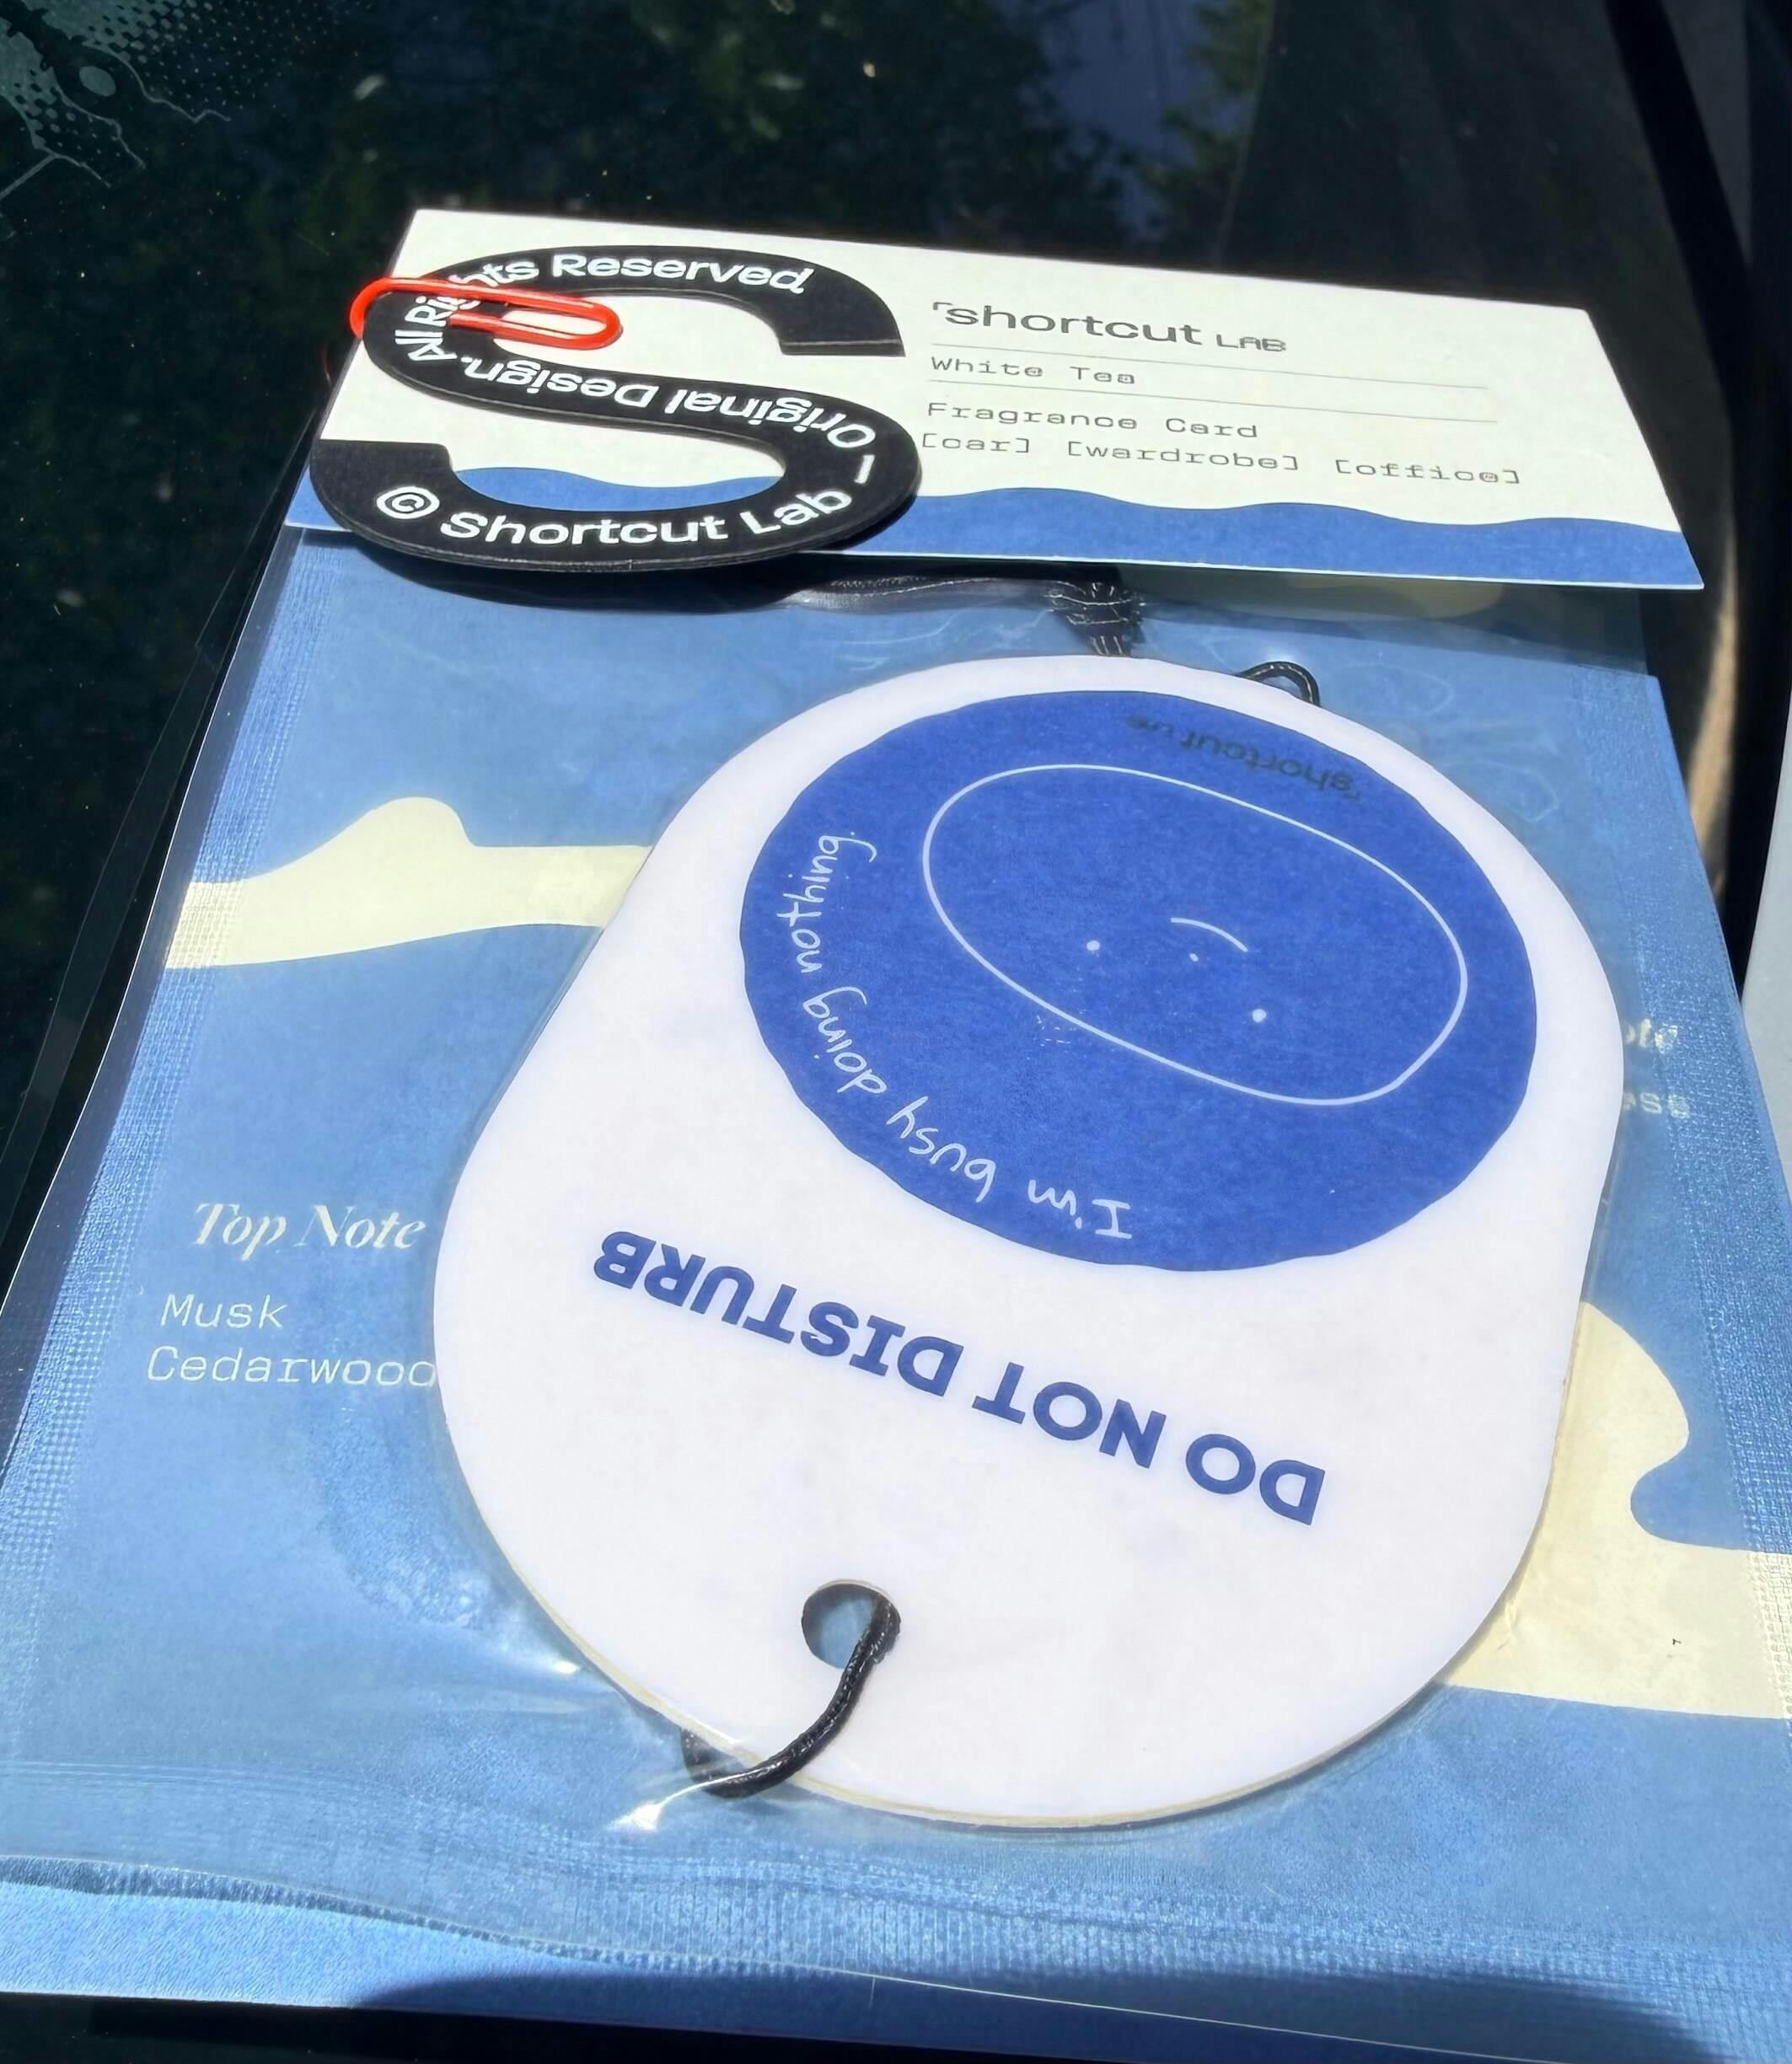 © Shortcut Lab — Original Design. All Rights Reserved
shortcut LAB
White Tea
Fragrance Card
[car] [wardrobe] [office]
shortcut LAB
I'm busy doing nothing
DO NOT DISTURB
Top Note
Musk
Cedarwood